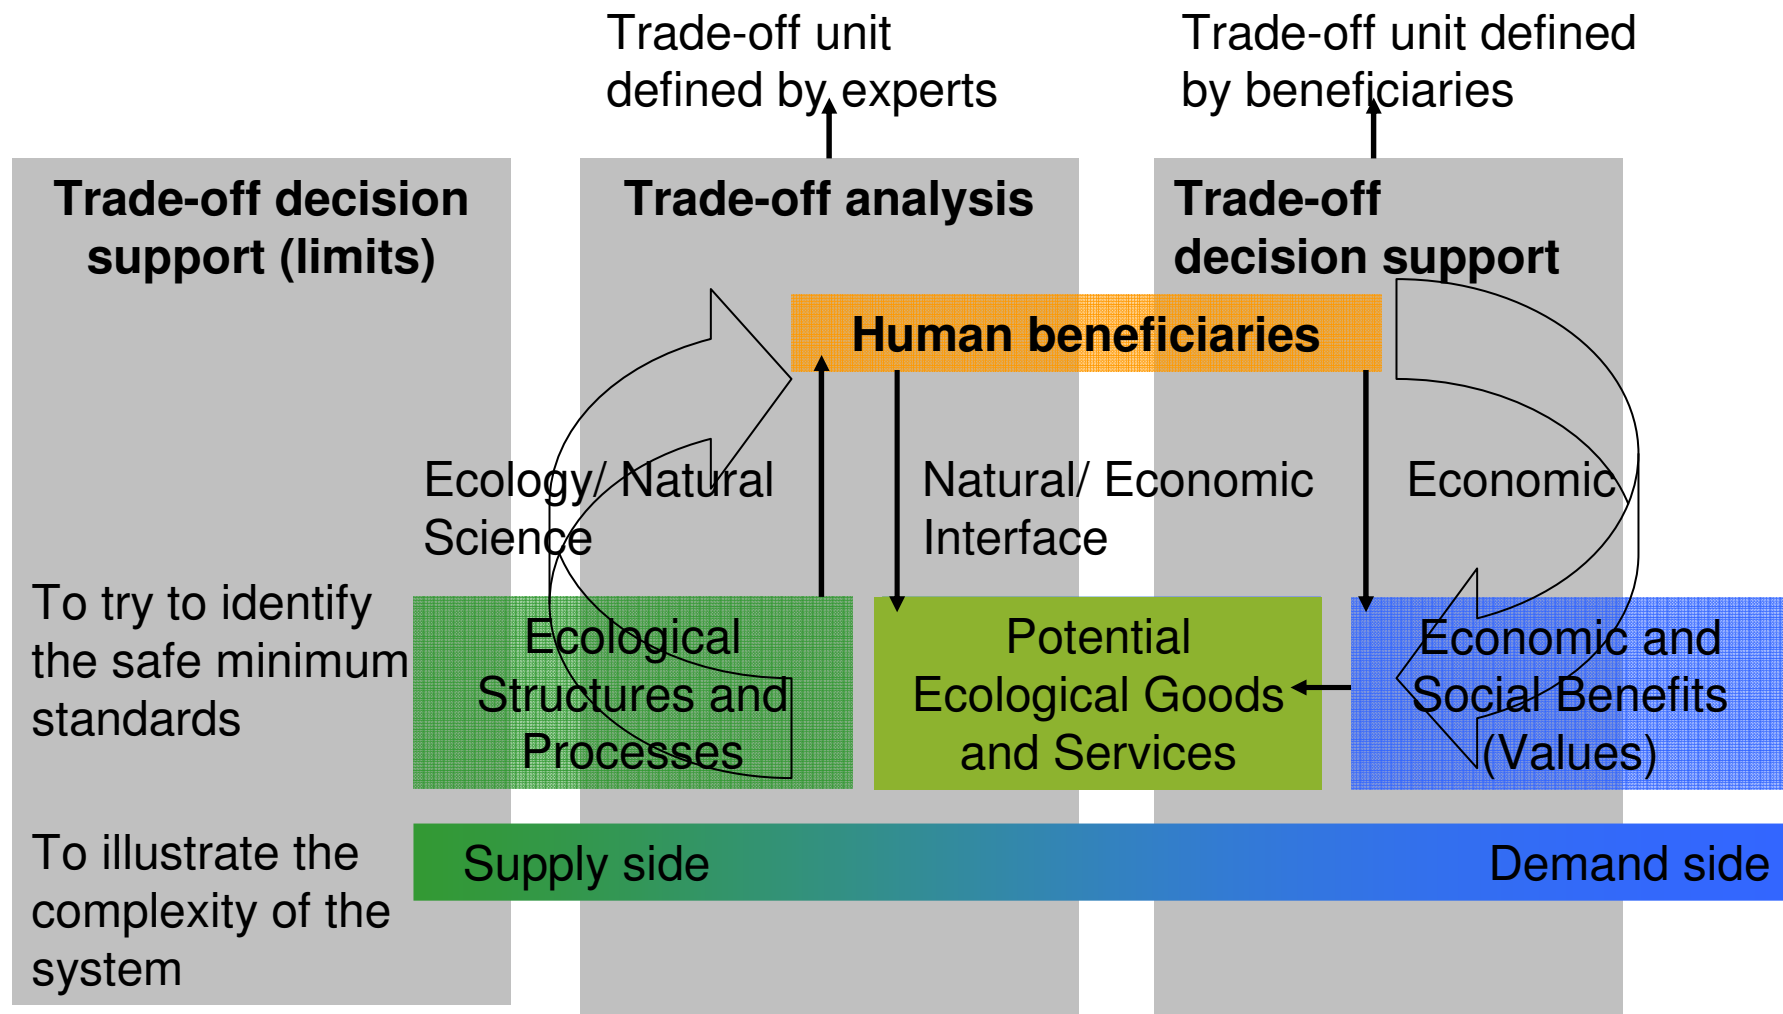 Trade-off unit
defined by experts
Trade-off unit defined
by beneficiaries
Trade-off decision
support (limits)
Trade-off analysis
Trade-off
decision support
Human beneficiaries
Ecology/ Natural
Science
Natural/ Economic
Interface
Economic
To try to identify
the safe minimum
standards
Ecological
Structures and
Processes
Potential
Ecological Goods
and Services
Economic and
Social Benefits
(Values)
To illustrate the
complexity of the
system
Supply side
Demand side